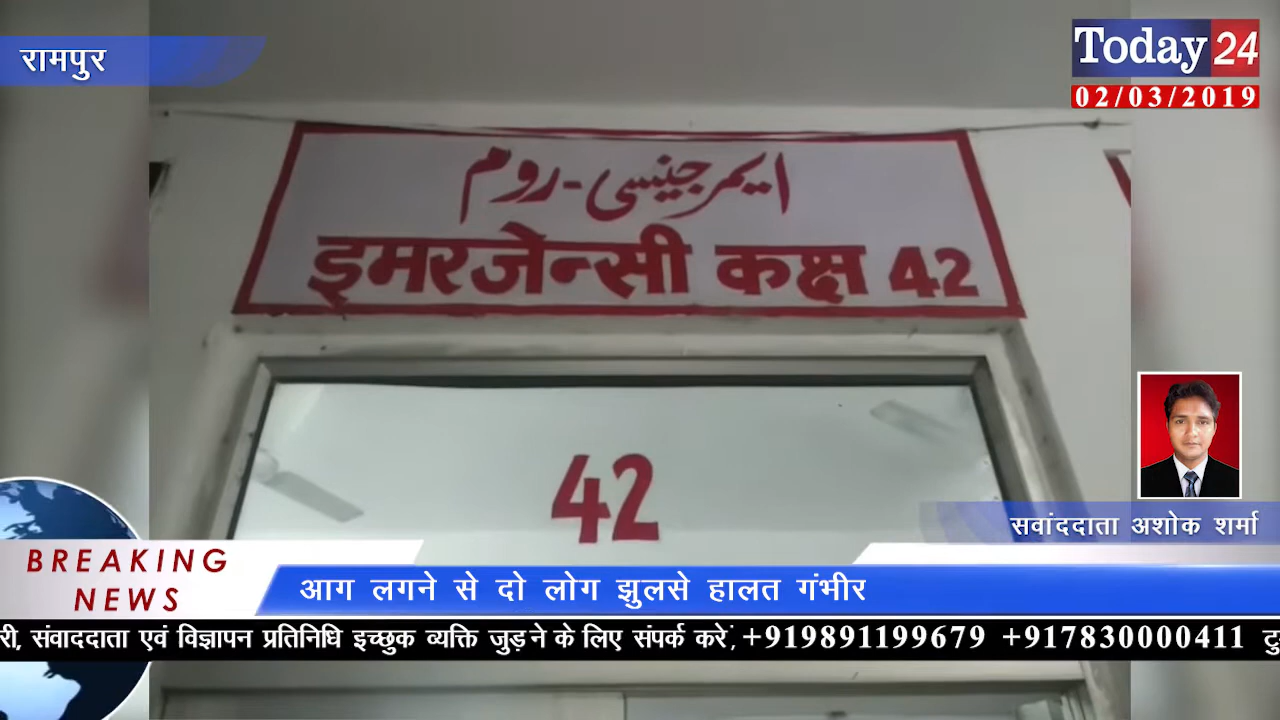 रामपुर
Today 24
02/03/2019
ایمرجینسی-روم
इमरजेन्सी कक्ष 42
42
सवांददाता अशोक शर्मा
BREAKING
NEWS
आग लगने से दो लोग झुलसे हालत गंभीर
री, संवाददाता एवं विज्ञापन प्रतिनिधि इच्छुक व्यक्ति जुड़ने के लिए संपर्क करें, +919891199679 +917830000411 टु